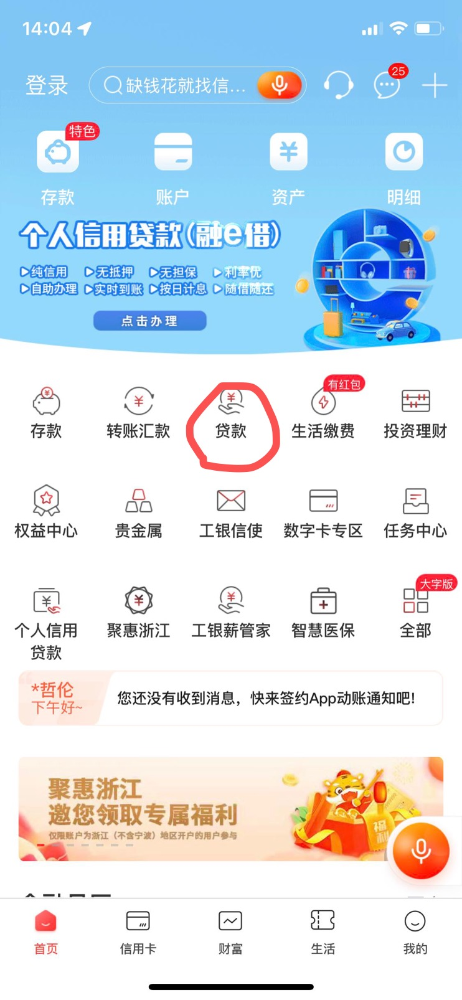 14:04
登录
缺钱花就找信...
25
特色
存款
账户
资产
明细
个人信用贷款(融e借)
纯信用 无抵押 无担保 利率优
自助办理 实时到账 按日计息 随借随还
点击办理
有红包
存款
转账汇款
贷款
生活缴费
投资理财
权益中心
贵金属
工银信使
数字卡专区
任务中心
大字版
个人信用
贷款
聚惠浙江
工银薪管家
智慧医保
全部
*哲伦
下午好~
您还没有收到消息，快来签约App动账通知吧!
聚惠浙江
邀您领取专属福利
仅限账户为浙江（不含宁波）地区开户的用户参与
福利
首页
信用卡
财富
生活
我的